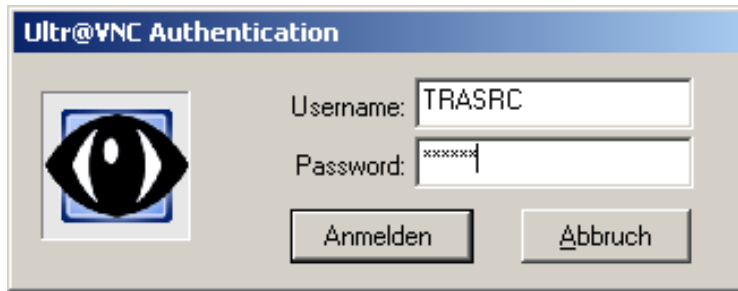 Ultr@VNC Authentication
Username: TRASRC
Password: ******
Anmelden Abbruch